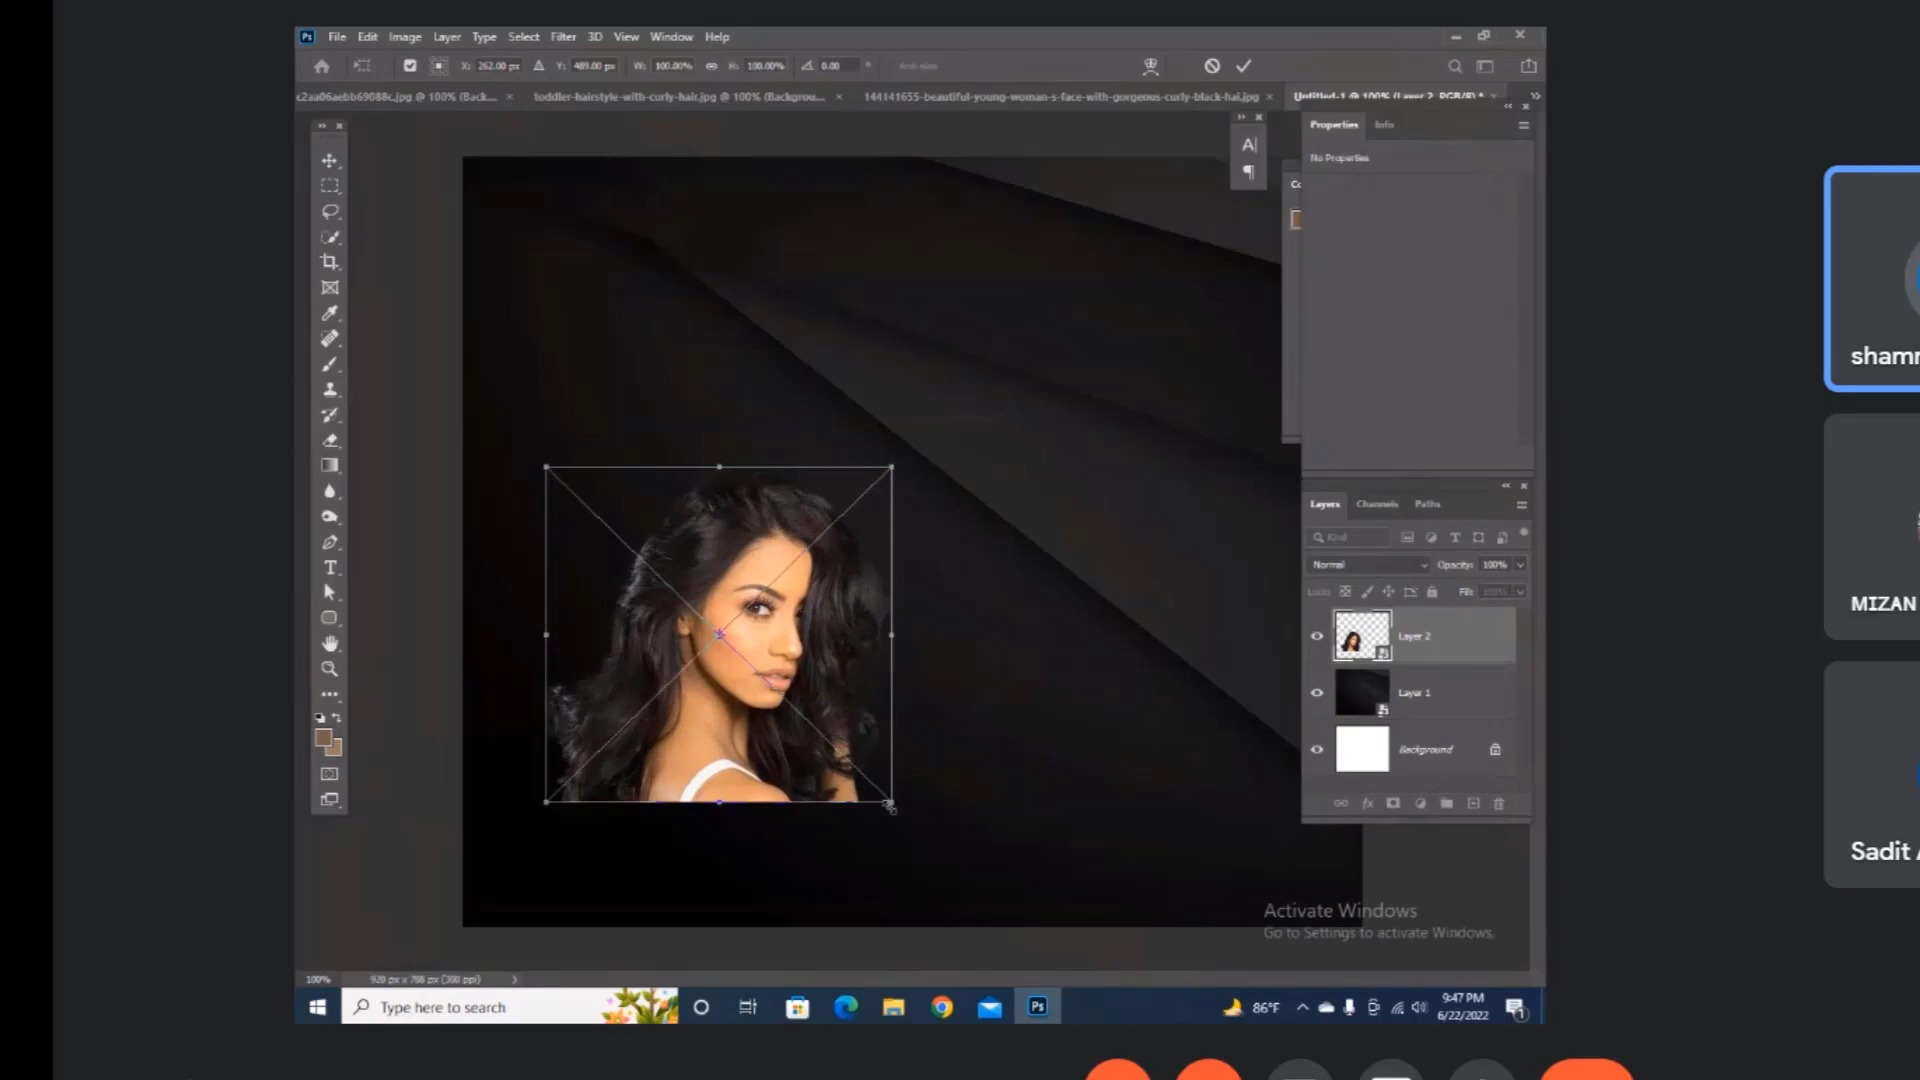 Ps File Edit Image Layer Type Select Filter 3D View Window Help
X: 262.00 px Y: 489.00 px W: 100.00% H: 100.00% 0.00
c2aa06aebb69088c.jpg @ 100% (Back... × toddler-hairstyle-with-curly-hair.jpg @ 100% (Backgrou... × 144141655-beautiful-young-woman-s-face-with-gorgeous-curly-black-hai.jpg × Untitled-1 @ 100% (Layer 2, RGB/8) *
Properties Info
No Properties
Layers Channels Paths
Kind
Normal Opacity: 100%
Lock: Fill: 100%
Layer 2
Layer 1
Background
Activate Windows
Go to Settings to activate Windows.
100% 920 px x 788 px (300 ppi)
Type here to search
Ps
86°F
9:47 PM
6/22/2022
1
MIZAN
Sadit